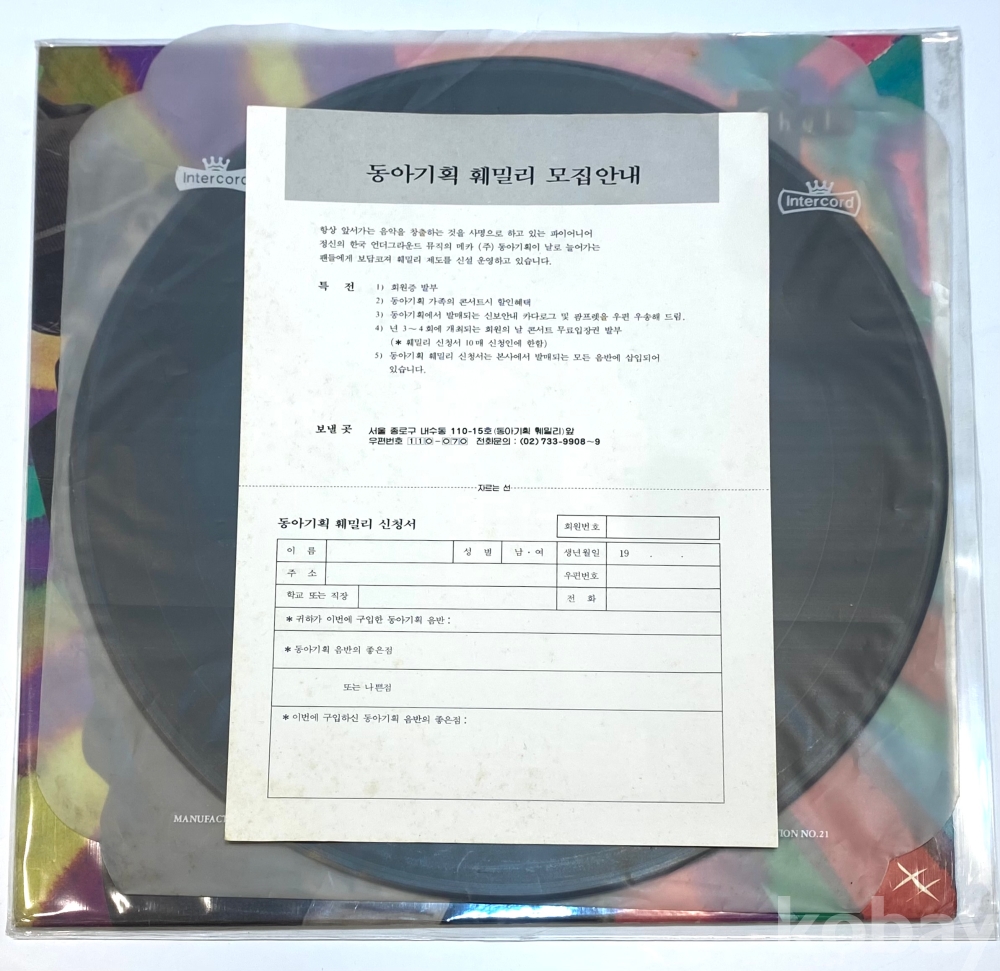 동아기획 훼밀리 모집안내
Intercord
Intercord
항상 앞서가는 음악을 창출하는 것을 사명으로 하고 있는 파이어니어
정신의 한국 언더그라운드 뮤직의 메카 (주) 동아기획이 날로 늘어가는
팬들에게 보답코져 훼밀리 제도를 신설 운영하고 있습니다.
특 전 1) 회원증 발부
2) 동아기획 가족의 콘서트시 할인혜택
3) 동아기획에서 발매되는 신보안내 카다로그 및 팜프렛을 우편 우송해 드림.
4) 년 3~4회에 개최되는 회원의 날 콘서트 무료입장권 발부
(* 훼밀리 신청서 10매 신청인에 한함)
5) 동아기획 훼밀리 신청서는 본사에서 발매되는 모든 음반에 삽입되어
있습니다.
보낼 곳 서울 종로구 내수동 110-15호 (동아기획 훼밀리) 앞
우편번호 110-070 전화문의 : (02) 733-9908~9
자르는 선
동아기획 훼밀리 신청서 회원번호
이 름 성 별 남 · 여 생년월일 19 . .
주 소 우편번호
학교 또는 직장 전 화
* 귀하가 이번에 구입한 동아기획 음반 :
* 동아기획 음반의 좋은점
또는 나쁜점
* 이번에 구입하신 동아기획 음반의 좋은점 :
MANUFACT
ION NO.21
kobay